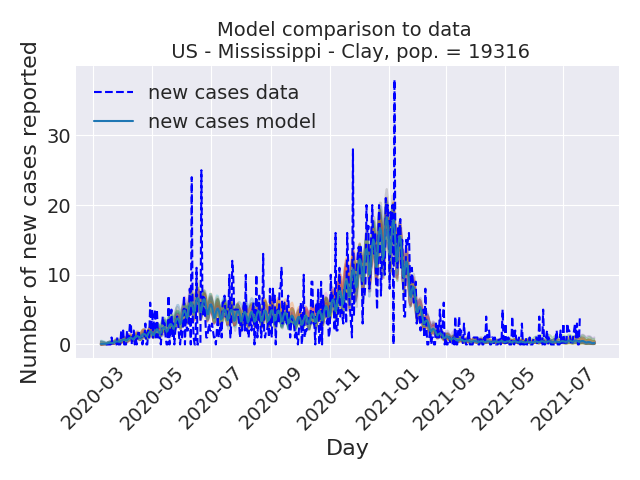 Model comparison to data
US - Mississippi - Clay, pop. = 19316
Number of new cases reported
new cases data
new cases model
30
20
10
0
2020-03
2020-05
2020-07
2020-09
2020-11
2021-01
2021-03
2021-05
2021-07
Day